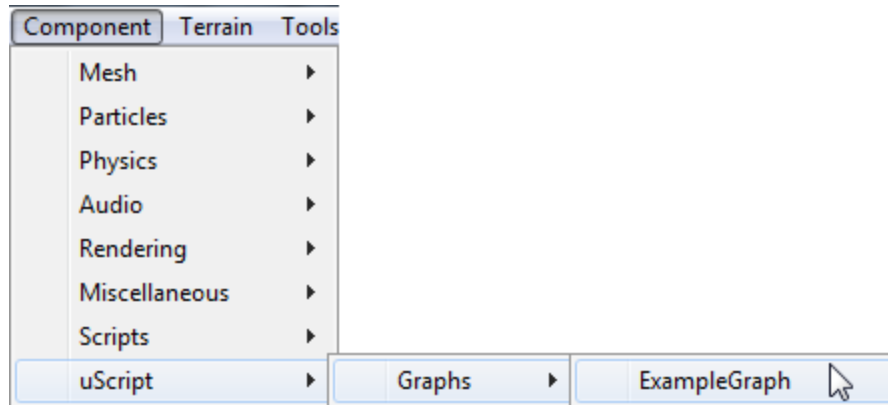 Component Terrain Tools
Mesh
Particles
Physics
Audio
Rendering
Miscellaneous
Scripts
uScript Graphs ExampleGraph